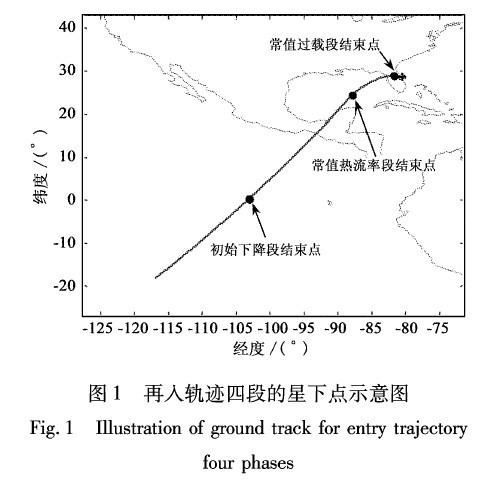 常值过载段结束点
40
30
20
10
0
-10
-20
纬度/(°)
常值热流率段结束点
初始下降段结束点
-125 -120 -115 -110 -105 -100 -95 -90 -85 -80 -75
经度/(°)
图1 再入轨迹四段的星下点示意图
Fig. 1 Illustration of ground track for entry trajectory
four phases